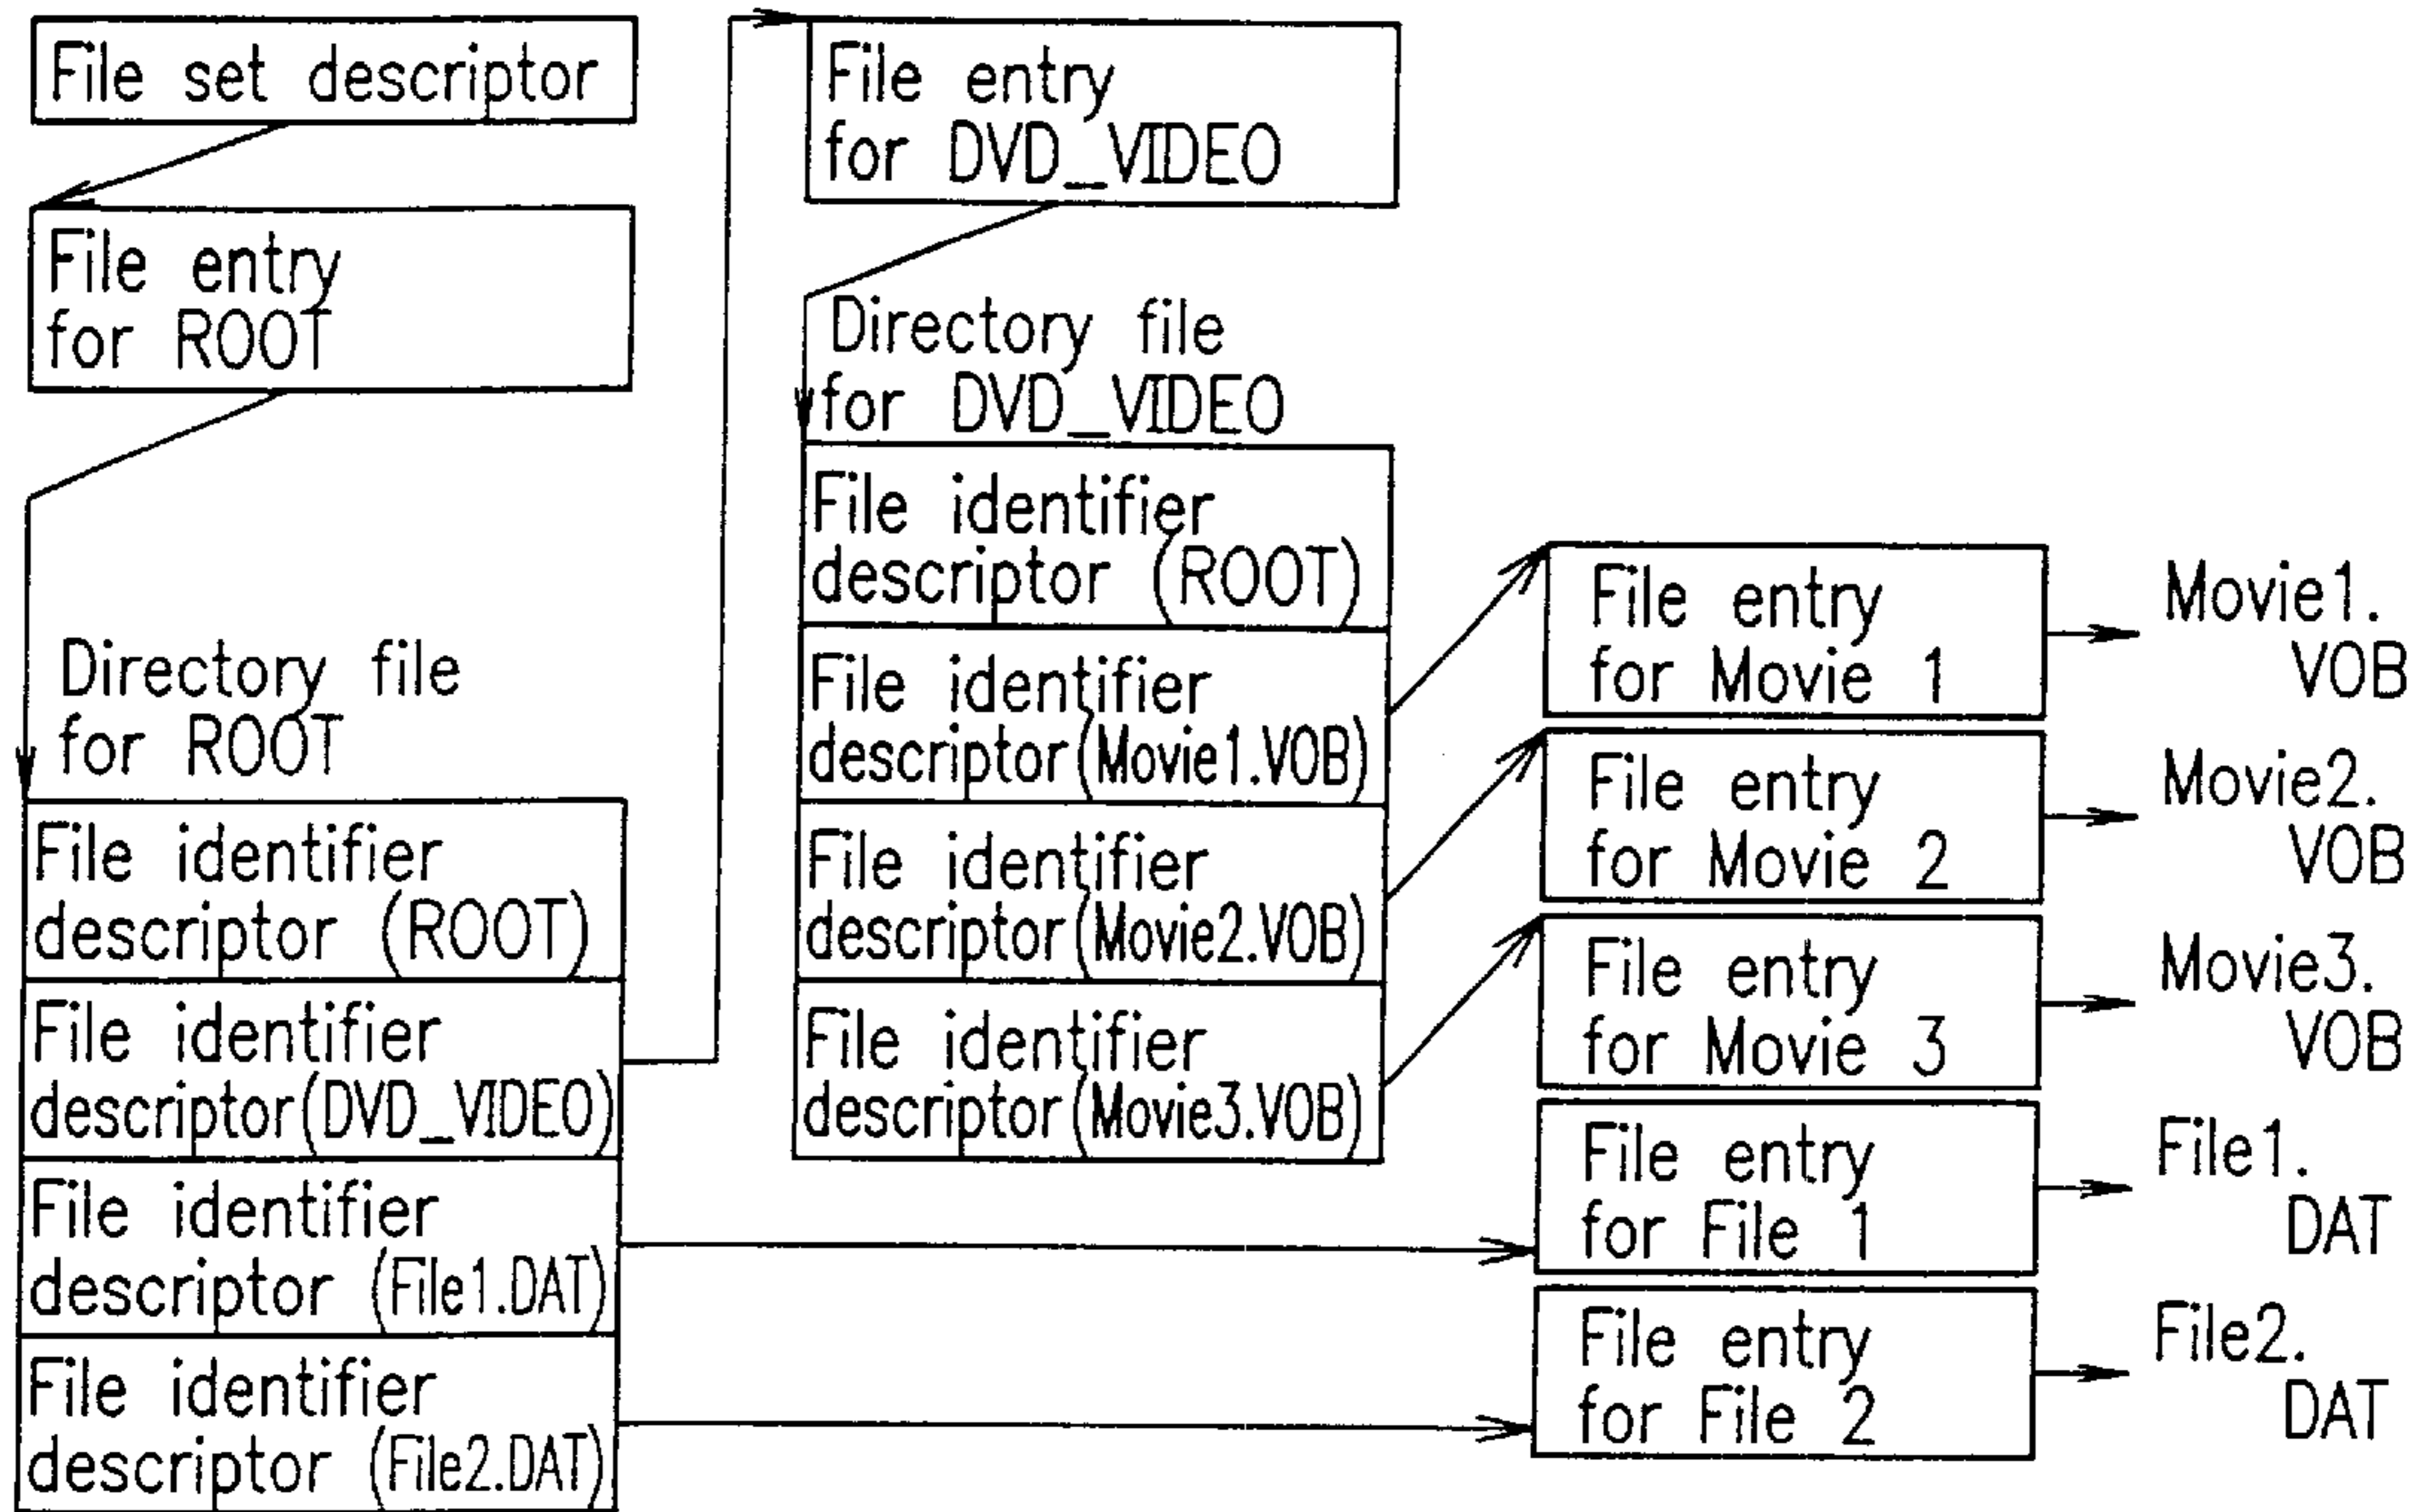 File set descriptor
File entry
for ROOT
Directory file
for ROOT
File identifier
descriptor (ROOT)
File identifier
descriptor(DVD_VIDEO)
File identifier
descriptor (File1.DAT)
File identifier
descriptor (File2.DAT)
File entry
for DVD_VIDEO
Directory file
for DVD_VIDEO
File identifier
descriptor (ROOT)
File identifier
descriptor(Movie1.VOB)
File identifier
descriptor(Movie2.VOB)
File identifier
descriptor(Movie3.VOB)
File entry
for Movie 1
File entry
for Movie 2
File entry
for Movie 3
File entry
for File 1
File entry
for File 2
Movie1.
VOB
Movie2.
VOB
Movie3.
VOB
File1.
DAT
File2.
DAT